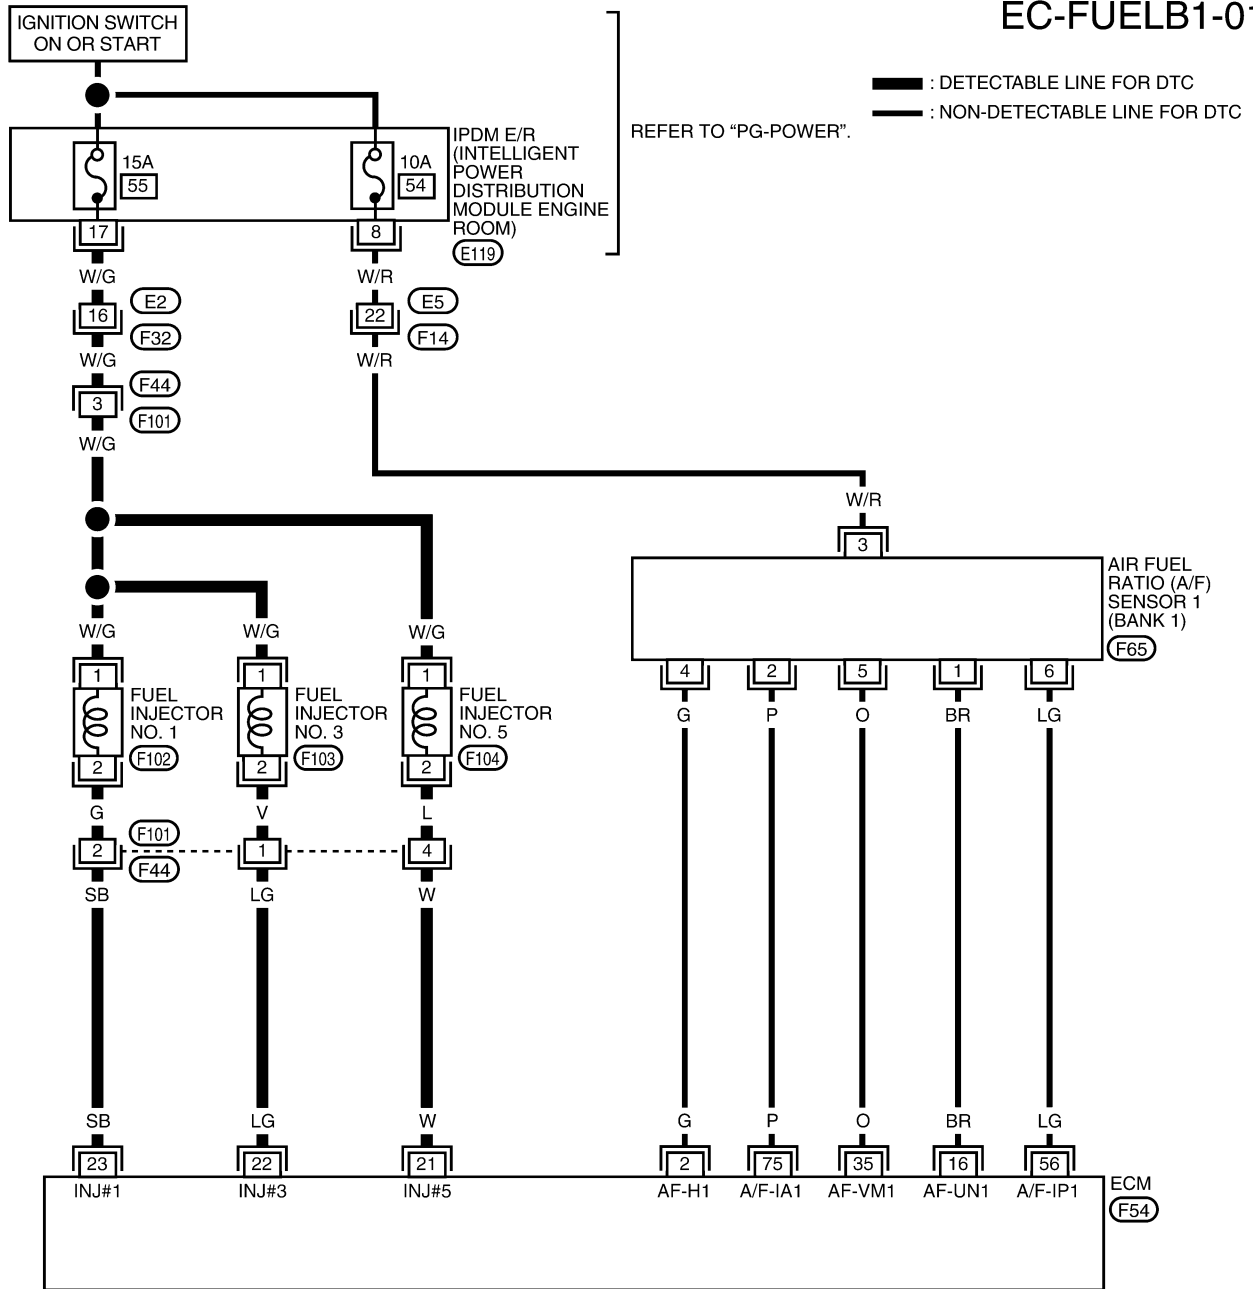 EC-FUELB1-01
IGNITION SWITCH
ON OR START
: DETECTABLE LINE FOR DTC
: NON-DETECTABLE LINE FOR DTC
REFER TO “PG-POWER”.
15A
55
10A
54
IPDM E/R
(INTELLIGENT
POWER
DISTRIBUTION
MODULE ENGINE
ROOM)
E119
17
8
W/G
W/R
16
E2
F32
22
E5
F14
W/G
W/R
3
F44
F101
W/G
W/R
3
AIR FUEL
RATIO (A/F)
SENSOR 1
(BANK 1)
F65
W/G
W/G
W/G
1
1
1
4
2
5
1
6
FUEL
INJECTOR
NO. 1
F102
FUEL
INJECTOR
NO. 3
F103
FUEL
INJECTOR
NO. 5
F104
G
P
O
BR
LG
2
2
2
G
V
L
F101
2
1
4
F44
SB
LG
W
SB
LG
W
G
P
O
BR
LG
23
22
21
2
75
35
16
56
INJ#1
INJ#3
INJ#5
AF-H1
A/F-IA1
AF-VM1
AF-UN1
A/F-IP1
ECM
F54